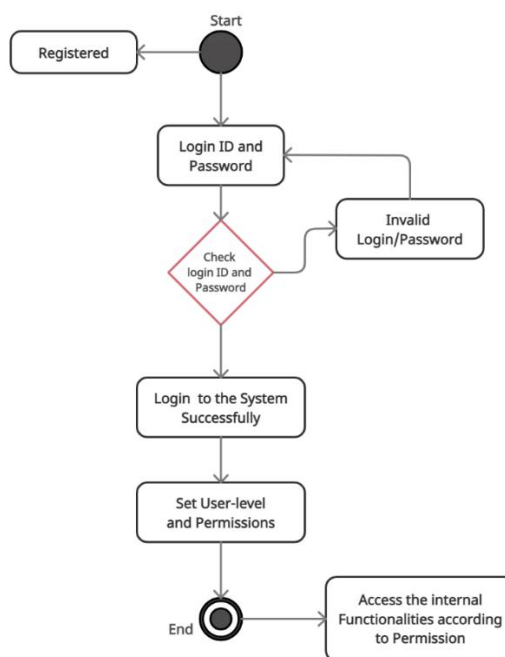 Start
Registered
Login ID and
Password
Invalid
Login/Password
Check
login ID and
Password
Login to the System
Successfully
Set User-level
and Permissions
End
Access the internal
Functionalities according
to Permission